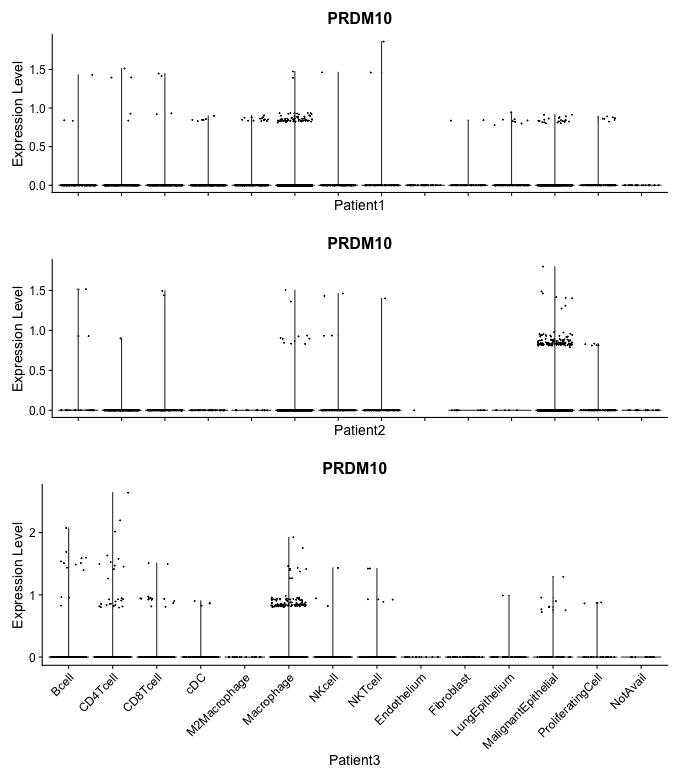 PRDM10
Expression Level
1.5
1.0
0.5
0.0
Patient1
PRDM10
Expression Level
1.5
1.0
0.5
0.0
Patient2
PRDM10
Expression Level
2
1
0
Bcell
CD4Tcell
CD8Tcell
cDC
M2Macrophage
Macrophage
NKcell
NKTcell
Endothelium
Fibroblast
LungEpithelium
MalignantEpithelial
ProliferatingCell
NotAvail
Patient3